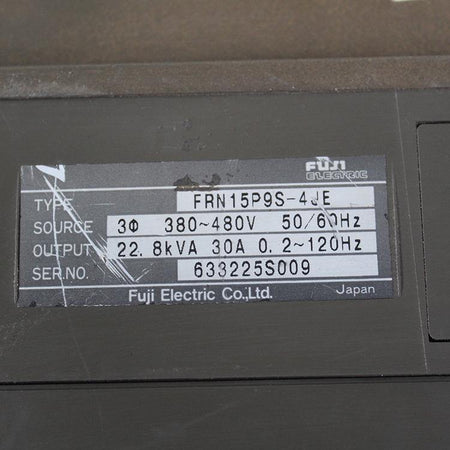 FUJI
ELECTRIC
TYPE FRN15P9S-4JE
SOURCE 3Φ 380~480V 50/60Hz
OUTPUT 22.8kVA 30A 0.2~120Hz
SER.NO. 633225S009
Fuji Electric Co.,Ltd. Japan